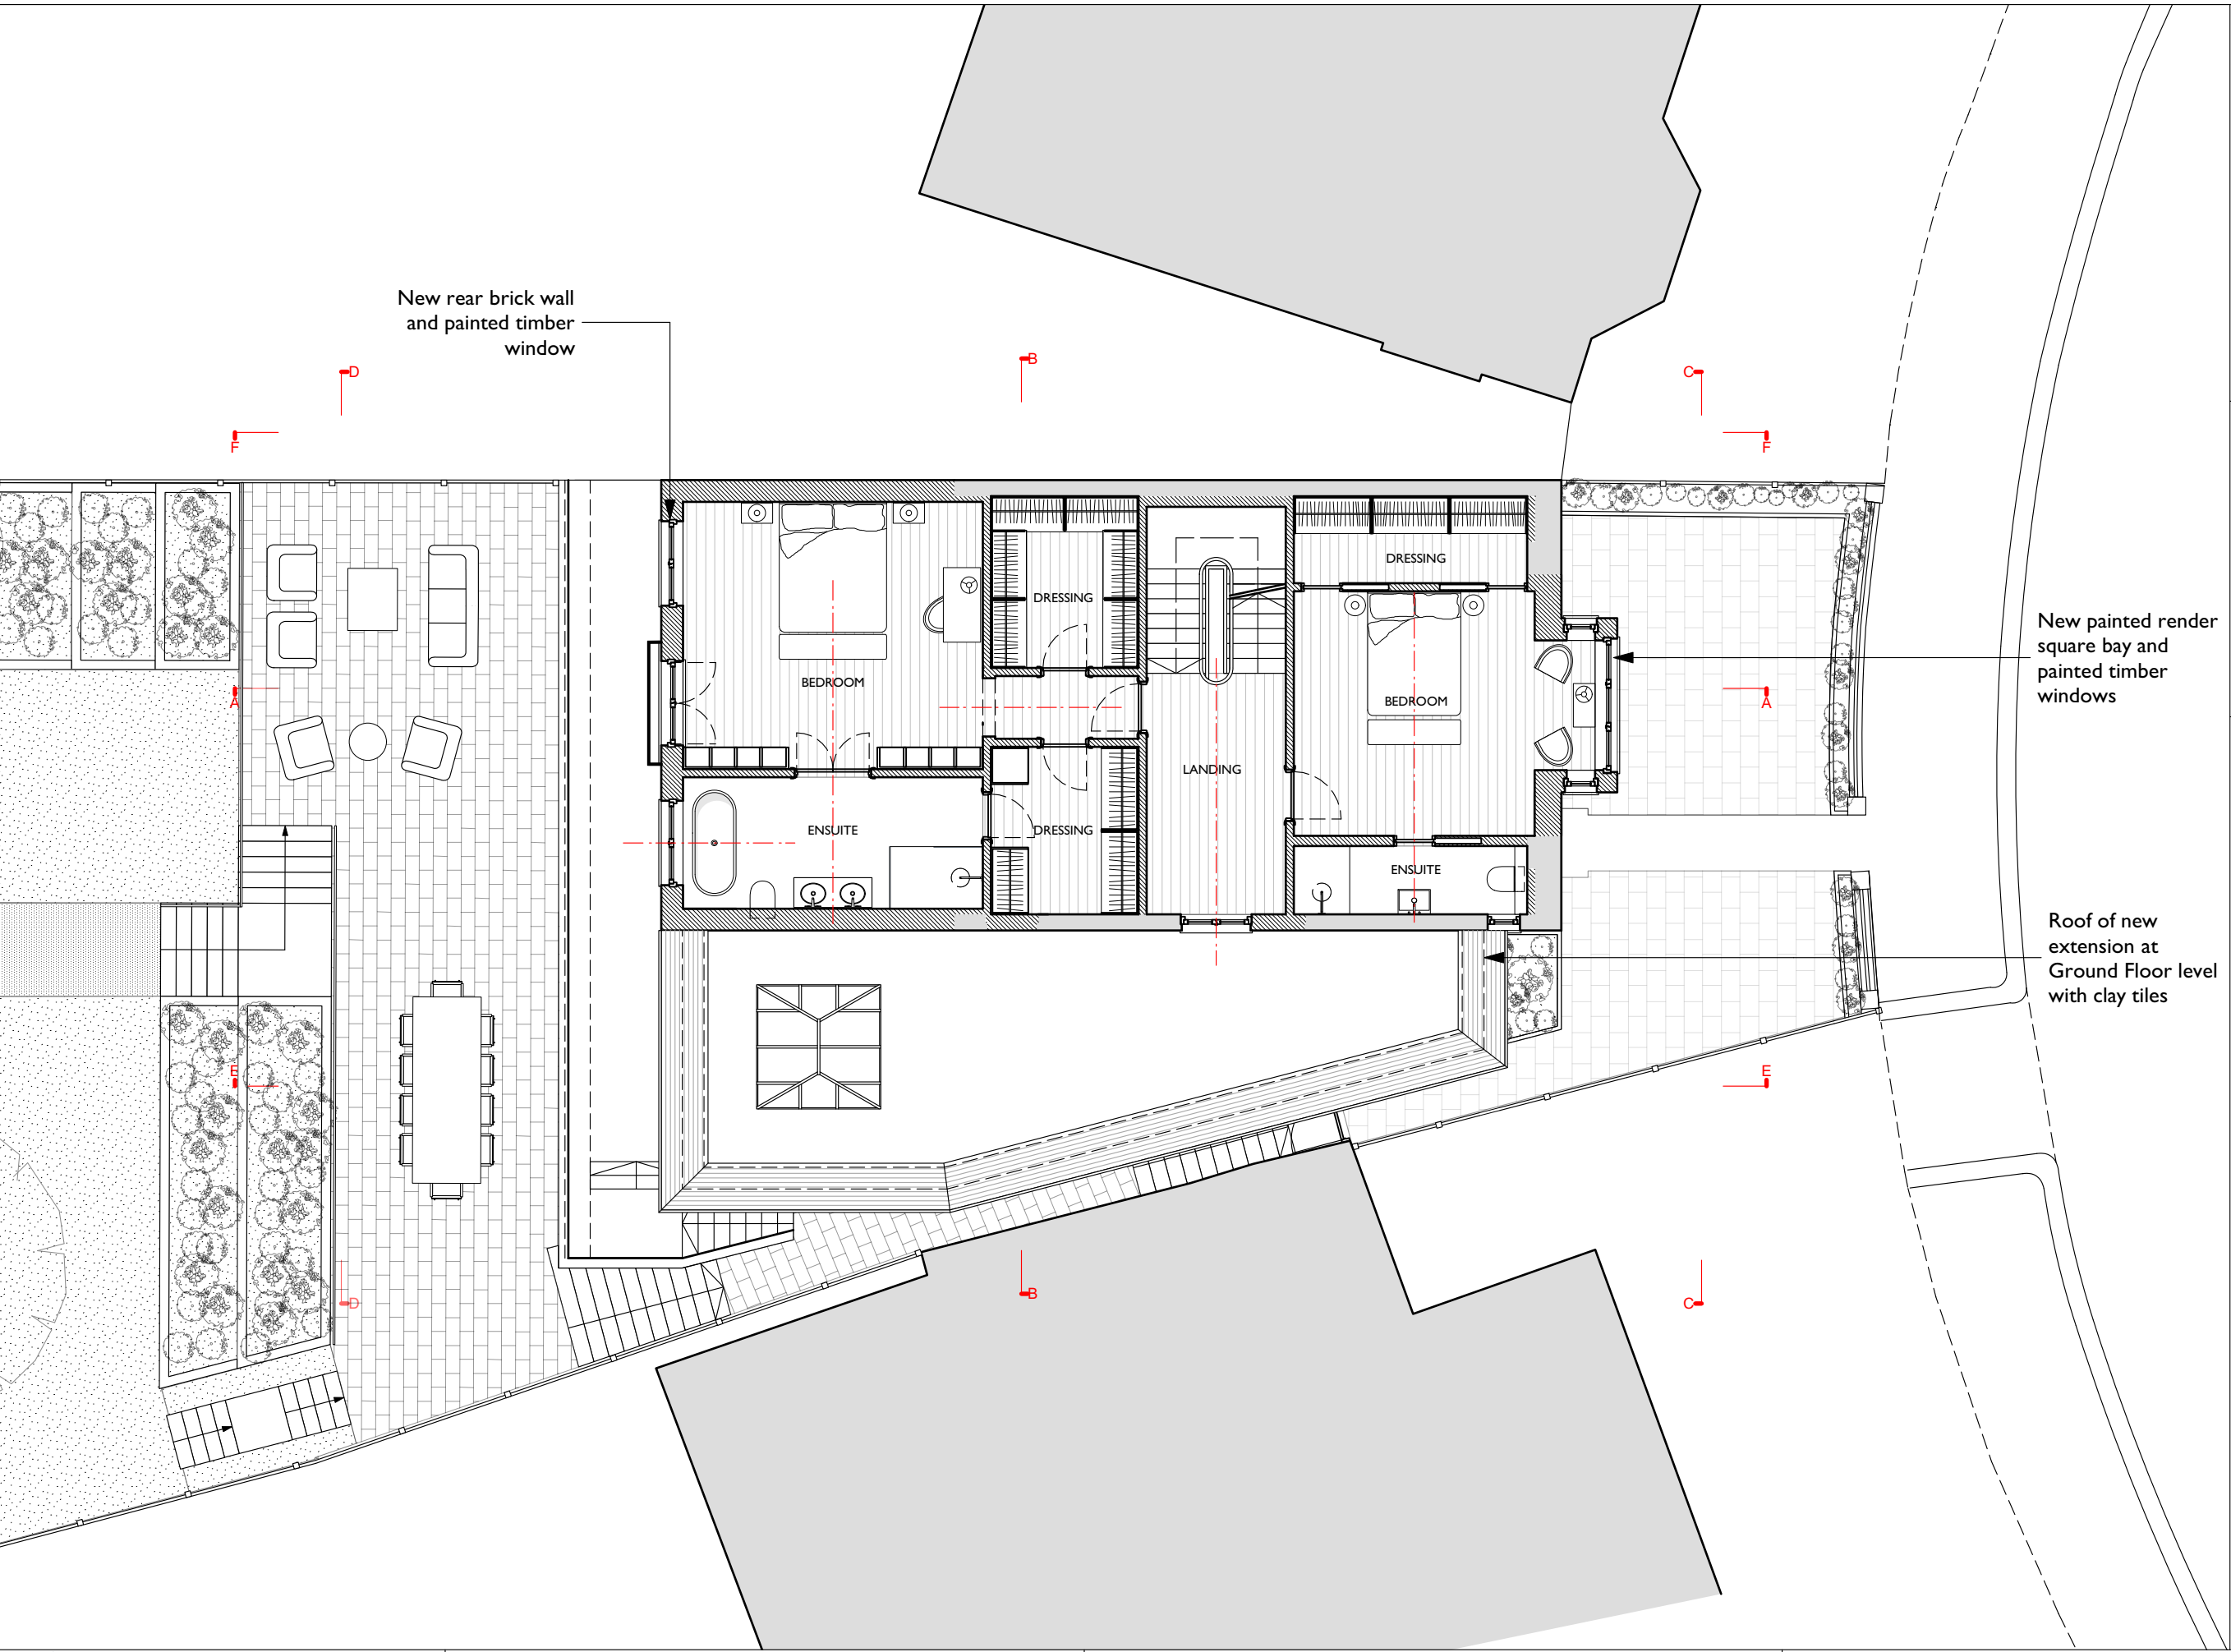 New rear brick wall
and painted timber
window
D
B
C
F
F
DRESSING
DRESSING
New painted render
square bay and
painted timber
windows
BEDROOM
A
BEDROOM
A
LANDING
ENSUITE
DRESSING
ENSUITE
Roof of new
extension at
Ground Floor level
with clay tiles
E
E
D
B
C